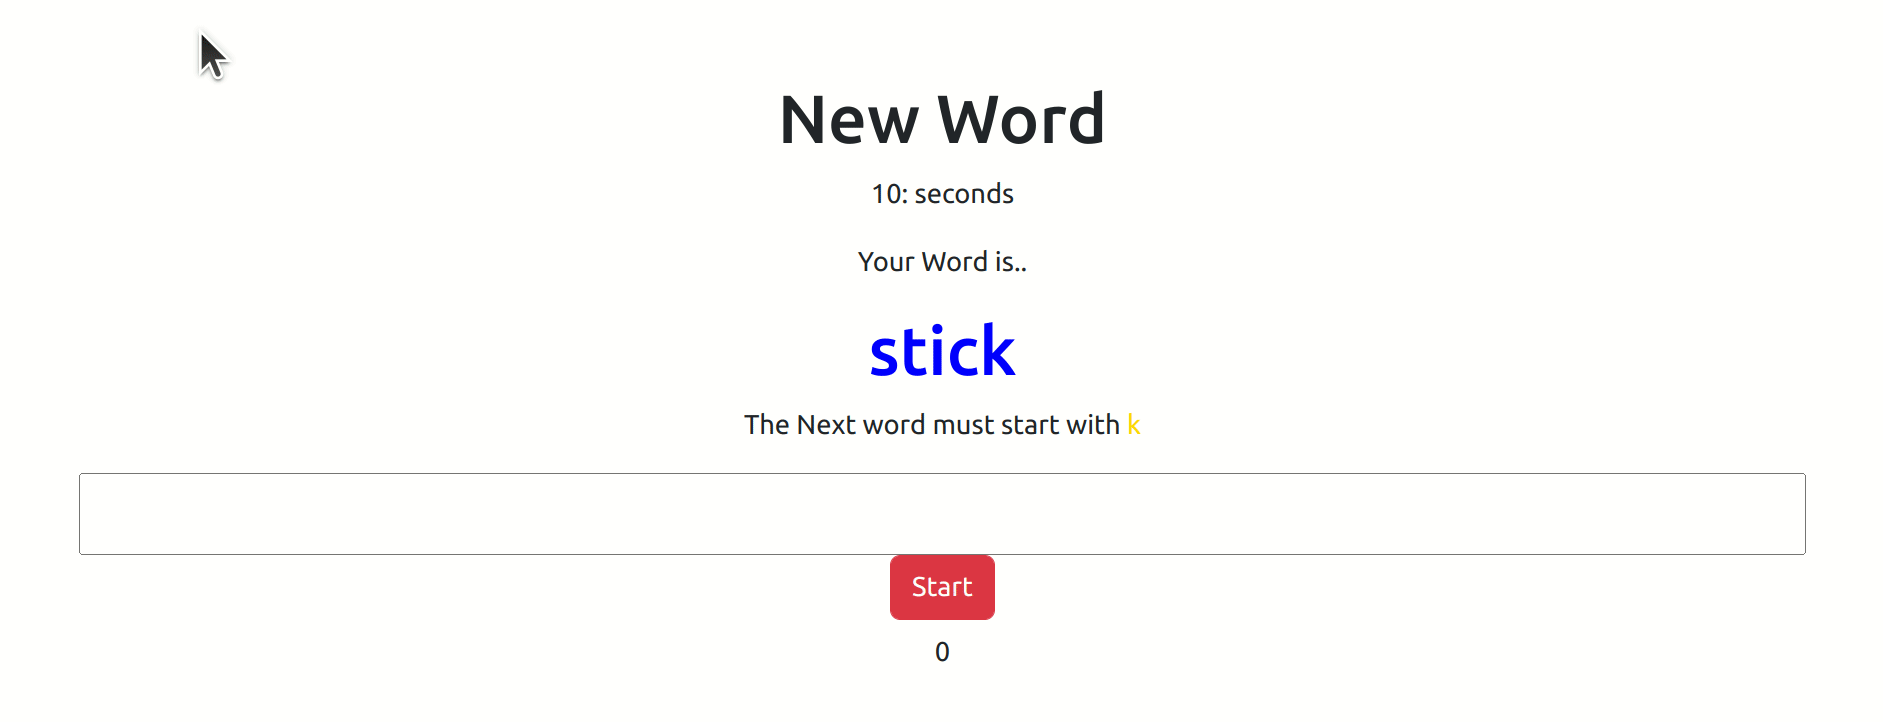 New Word
10: seconds
Your Word is..
stick
The Next word must start with k
Start
0